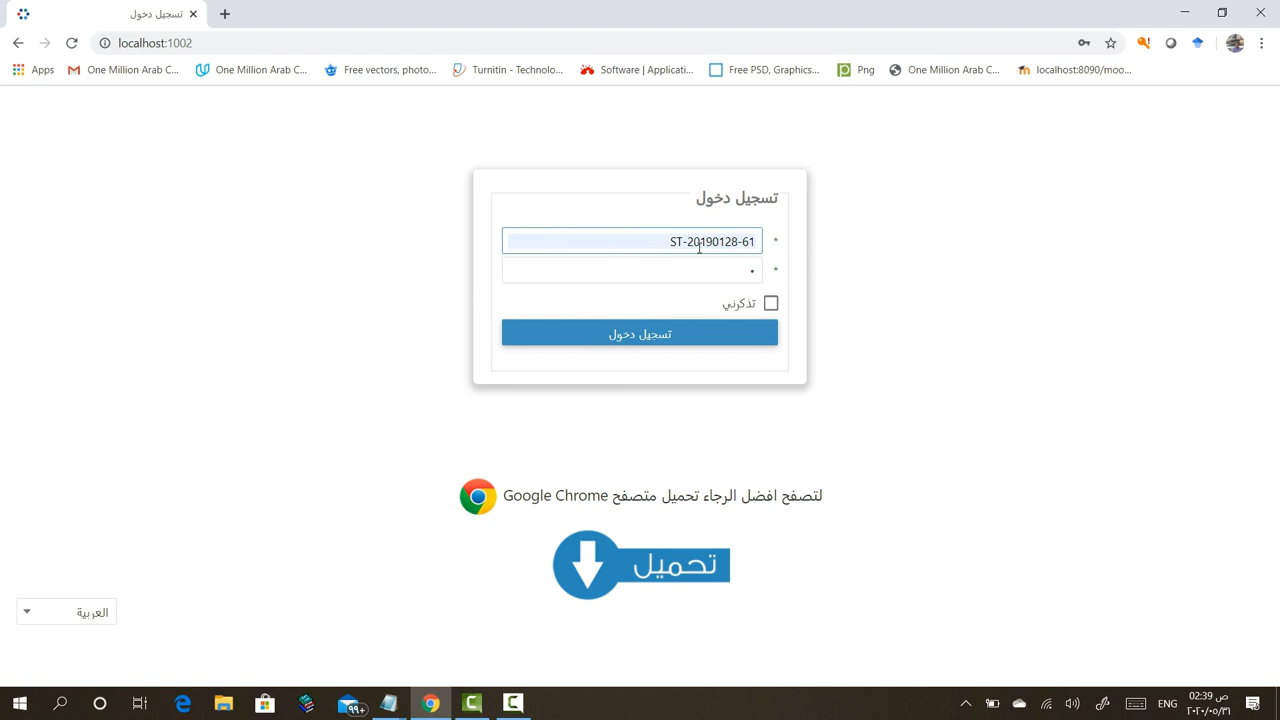 تسجيل دخول
localhost:1002
Apps
One Million Arab C...
One Million Arab C...
Free vectors, photo...
Turnitin - Technolo...
Software | Applicati...
Free PSD, Graphics...
Png
One Million Arab C...
localhost:8090/moo...
تسجيل دخول
ST-20190128-61
*
*
تذكرني
تسجيل دخول
لتصفح افضل الرجاء تحميل متصفح Google Chrome
تحميل
العربية
99+
ENG
02:39 ص
٢٠٢٠/٠٥/٣١